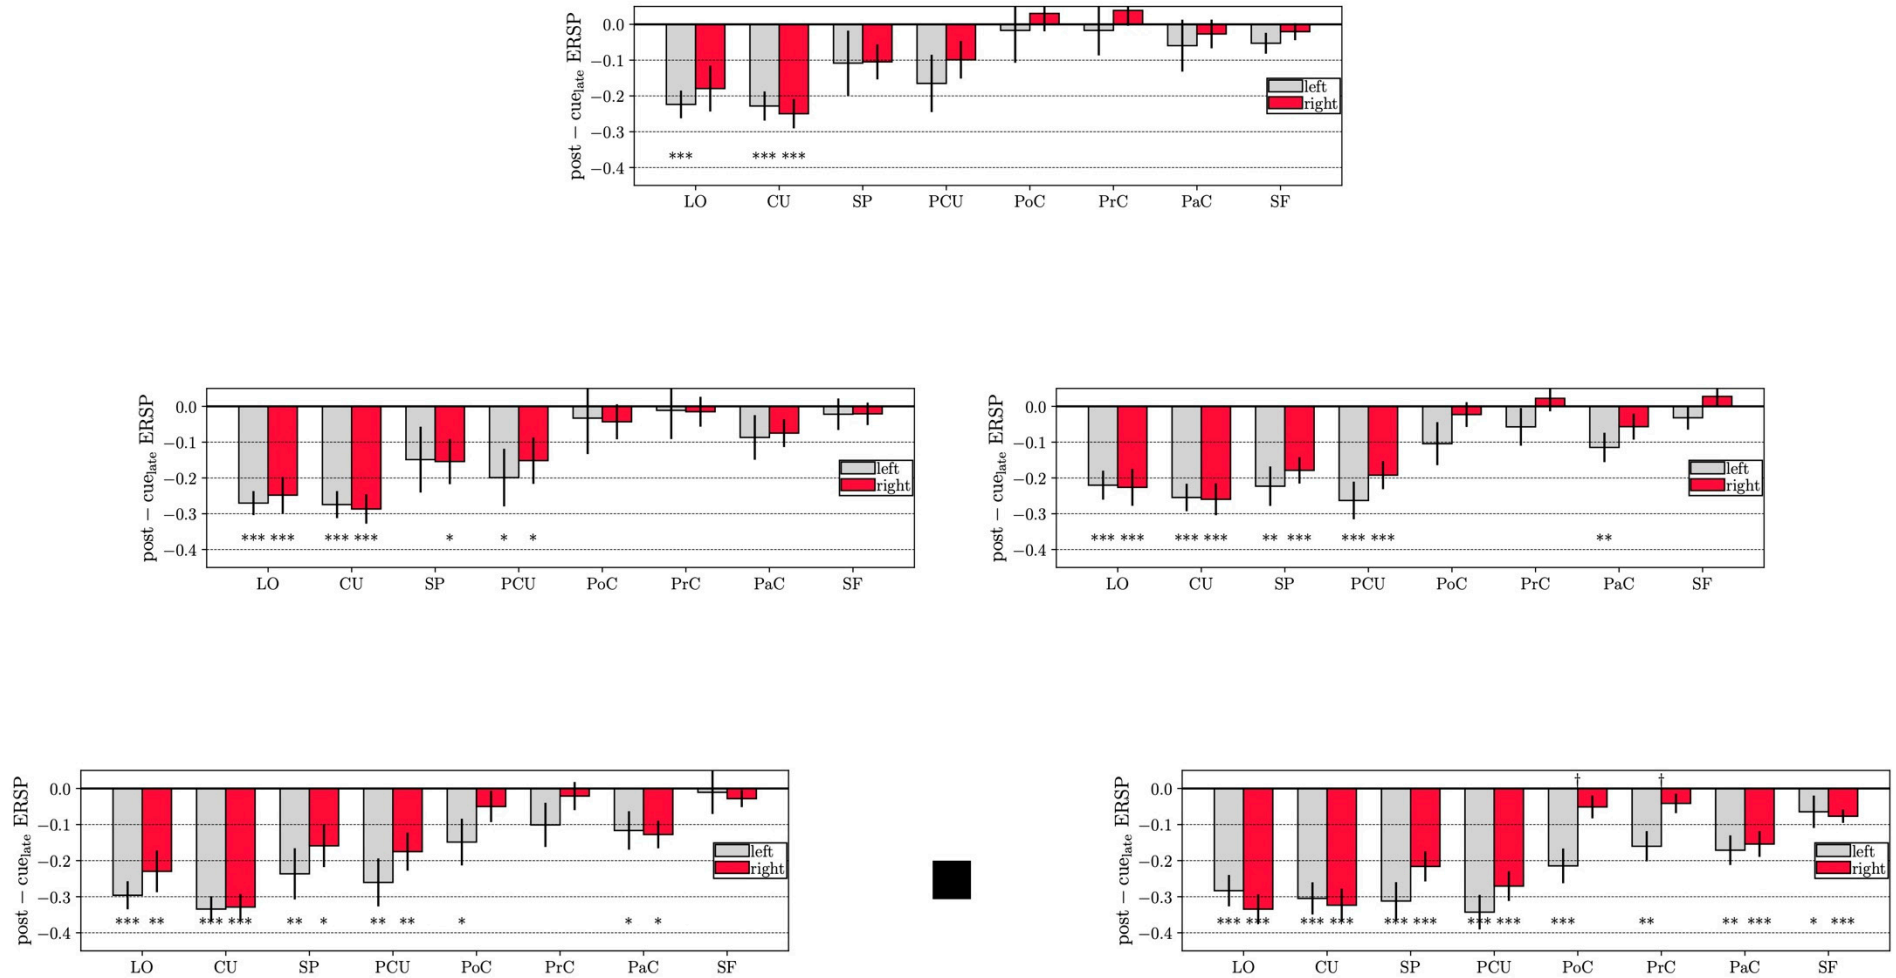 post − cue_late ERSP
0.0
−0.1
−0.2
−0.3
−0.4
left
right
*** *** ***
LO CU SP PCU PoC PrC PaC SF
post − cue_late ERSP
0.0
−0.1
−0.2
−0.3
−0.4
left
right
*** *** *** *** * * *
LO CU SP PCU PoC PrC PaC SF
post − cue_late ERSP
0.0
−0.1
−0.2
−0.3
−0.4
left
right
*** *** *** *** ** *** *** *** **
LO CU SP PCU PoC PrC PaC SF
post − cue_late ERSP
0.0
−0.1
−0.2
−0.3
−0.4
left
right
*** ** *** *** ** * ** ** * * *
LO CU SP PCU PoC PrC PaC SF
post − cue_late ERSP
0.0
−0.1
−0.2
−0.3
−0.4
† †
left
right
*** *** *** *** *** *** *** *** *** ** ** *** * ***
LO CU SP PCU PoC PrC PaC SF